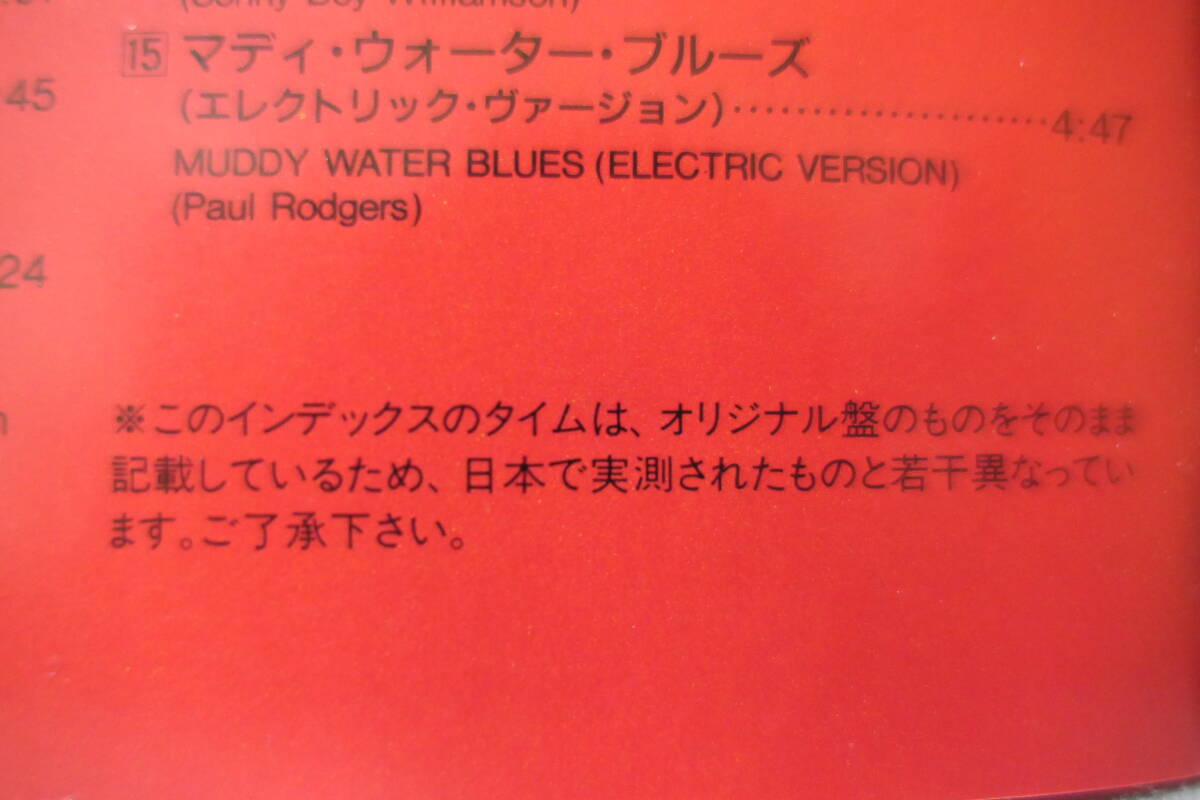 (Sonny Boy Williamson)
15 マディ・ウォーター・ブルーズ
45
(エレクトリック・ヴァージョン)·····················4:47
MUDDY WATER BLUES (ELECTRIC VERSION)
(Paul Rodgers)
24
※このインデックスのタイムは、オリジナル盤のものをそのまま
記載しているため、日本で実測されたものと若干異なってい
ます。ご了承下さい。